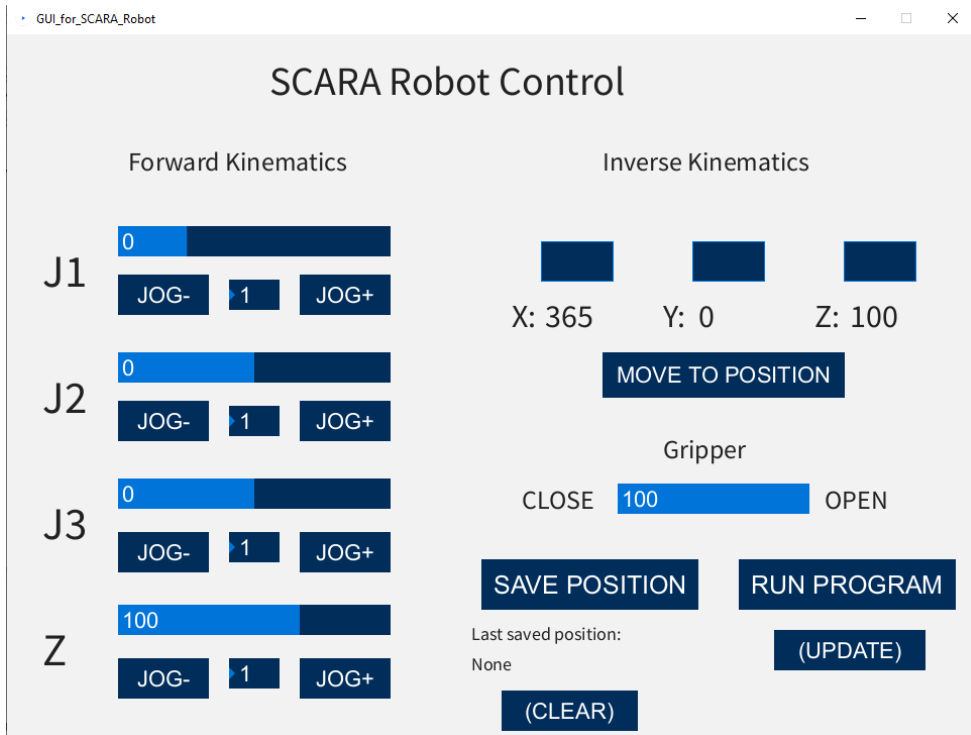 GUI_for_SCARA_Robot
SCARA Robot Control
Forward Kinematics
J1
0
JOG- 1 JOG+
J2
0
JOG- 1 JOG+
J3
0
JOG- 1 JOG+
Z
100
JOG- 1 JOG+
Inverse Kinematics
X: 365 Y: 0 Z: 100
MOVE TO POSITION
Gripper
CLOSE 100 OPEN
SAVE POSITION RUN PROGRAM
Last saved position:
None
(UPDATE)
(CLEAR)